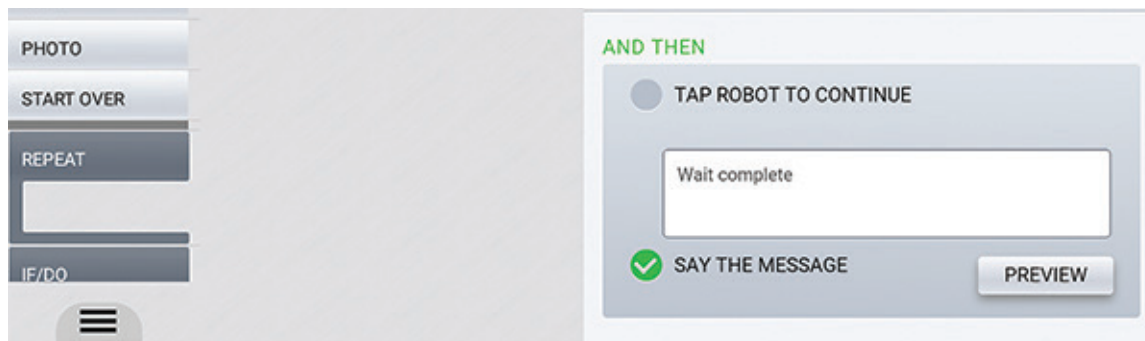 PHOTO
START OVER
REPEAT
IF/DO
AND THEN
TAP ROBOT TO CONTINUE
Wait complete
SAY THE MESSAGE
PREVIEW